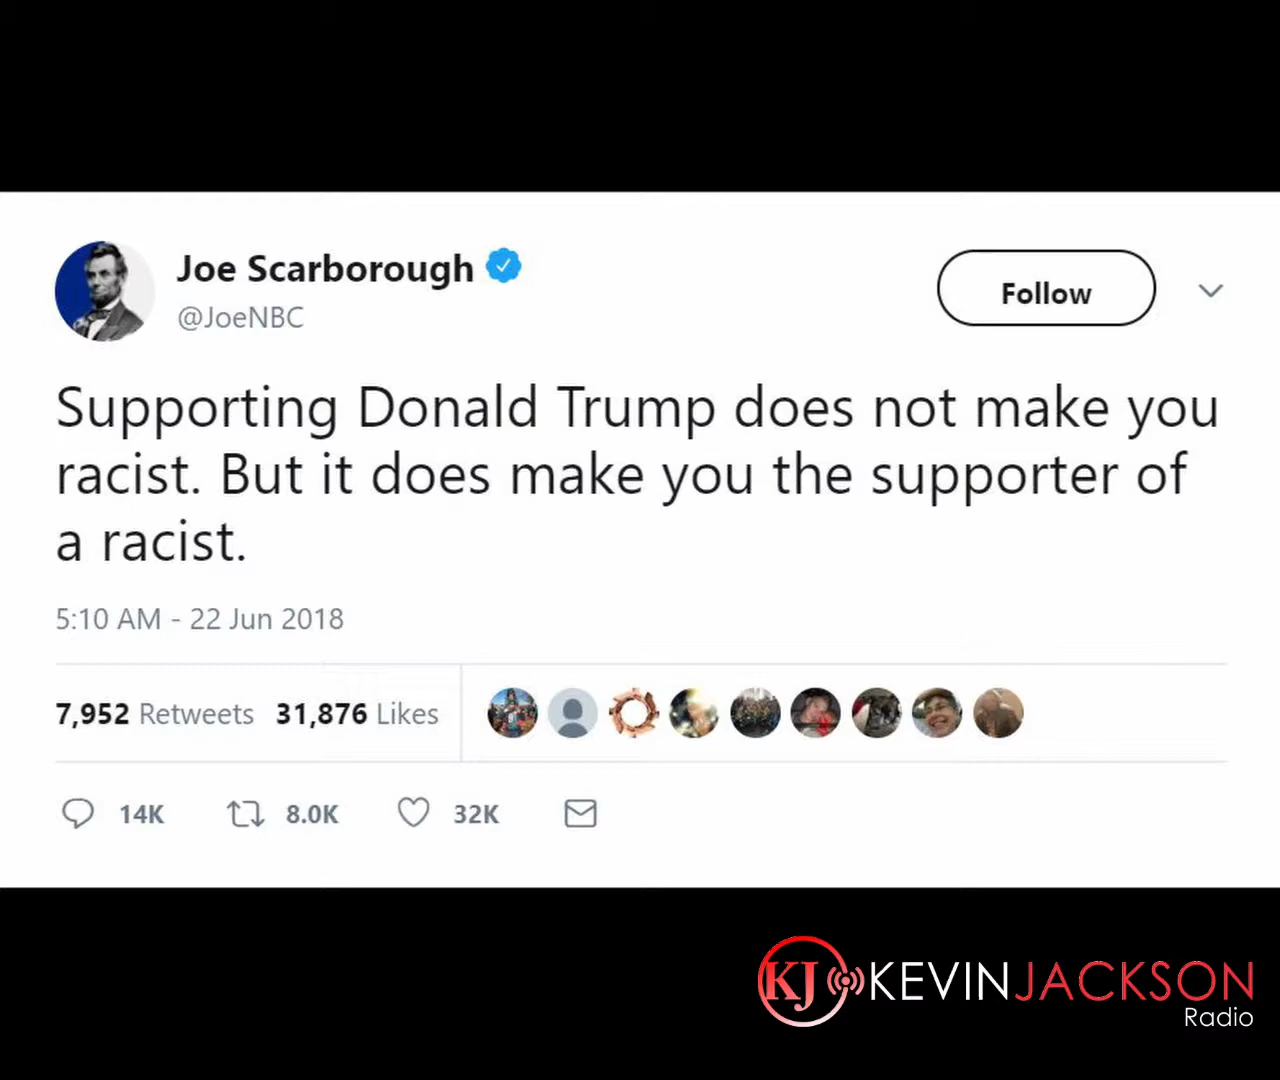 Joe Scarborough
@JoeNBC
Follow
Supporting Donald Trump does not make you
racist. But it does make you the supporter of
a racist.
5:10 AM - 22 Jun 2018
7,952 Retweets 31,876 Likes
14K 8.0K 32K
KJ KEVINJACKSON
Radio